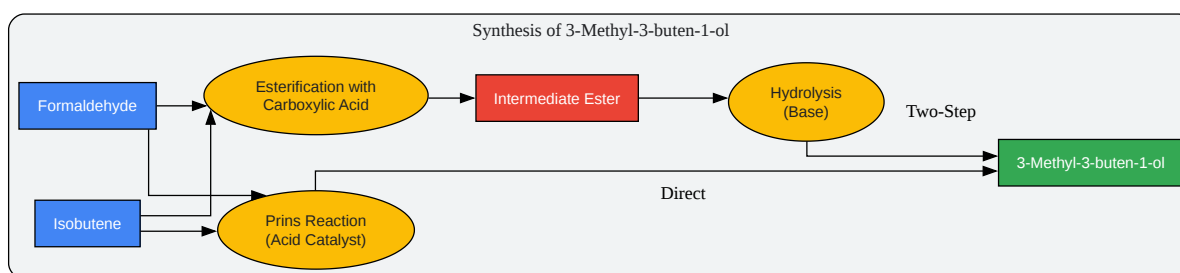 Synthesis of 3-Methyl-3-buten-1-ol
Formaldehyde
Esterification with
Carboxylic Acid
Intermediate Ester
Hydrolysis
(Base)
Two-Step
3-Methyl-3-buten-1-ol
Isobutene
Prins Reaction
(Acid Catalyst)
Direct